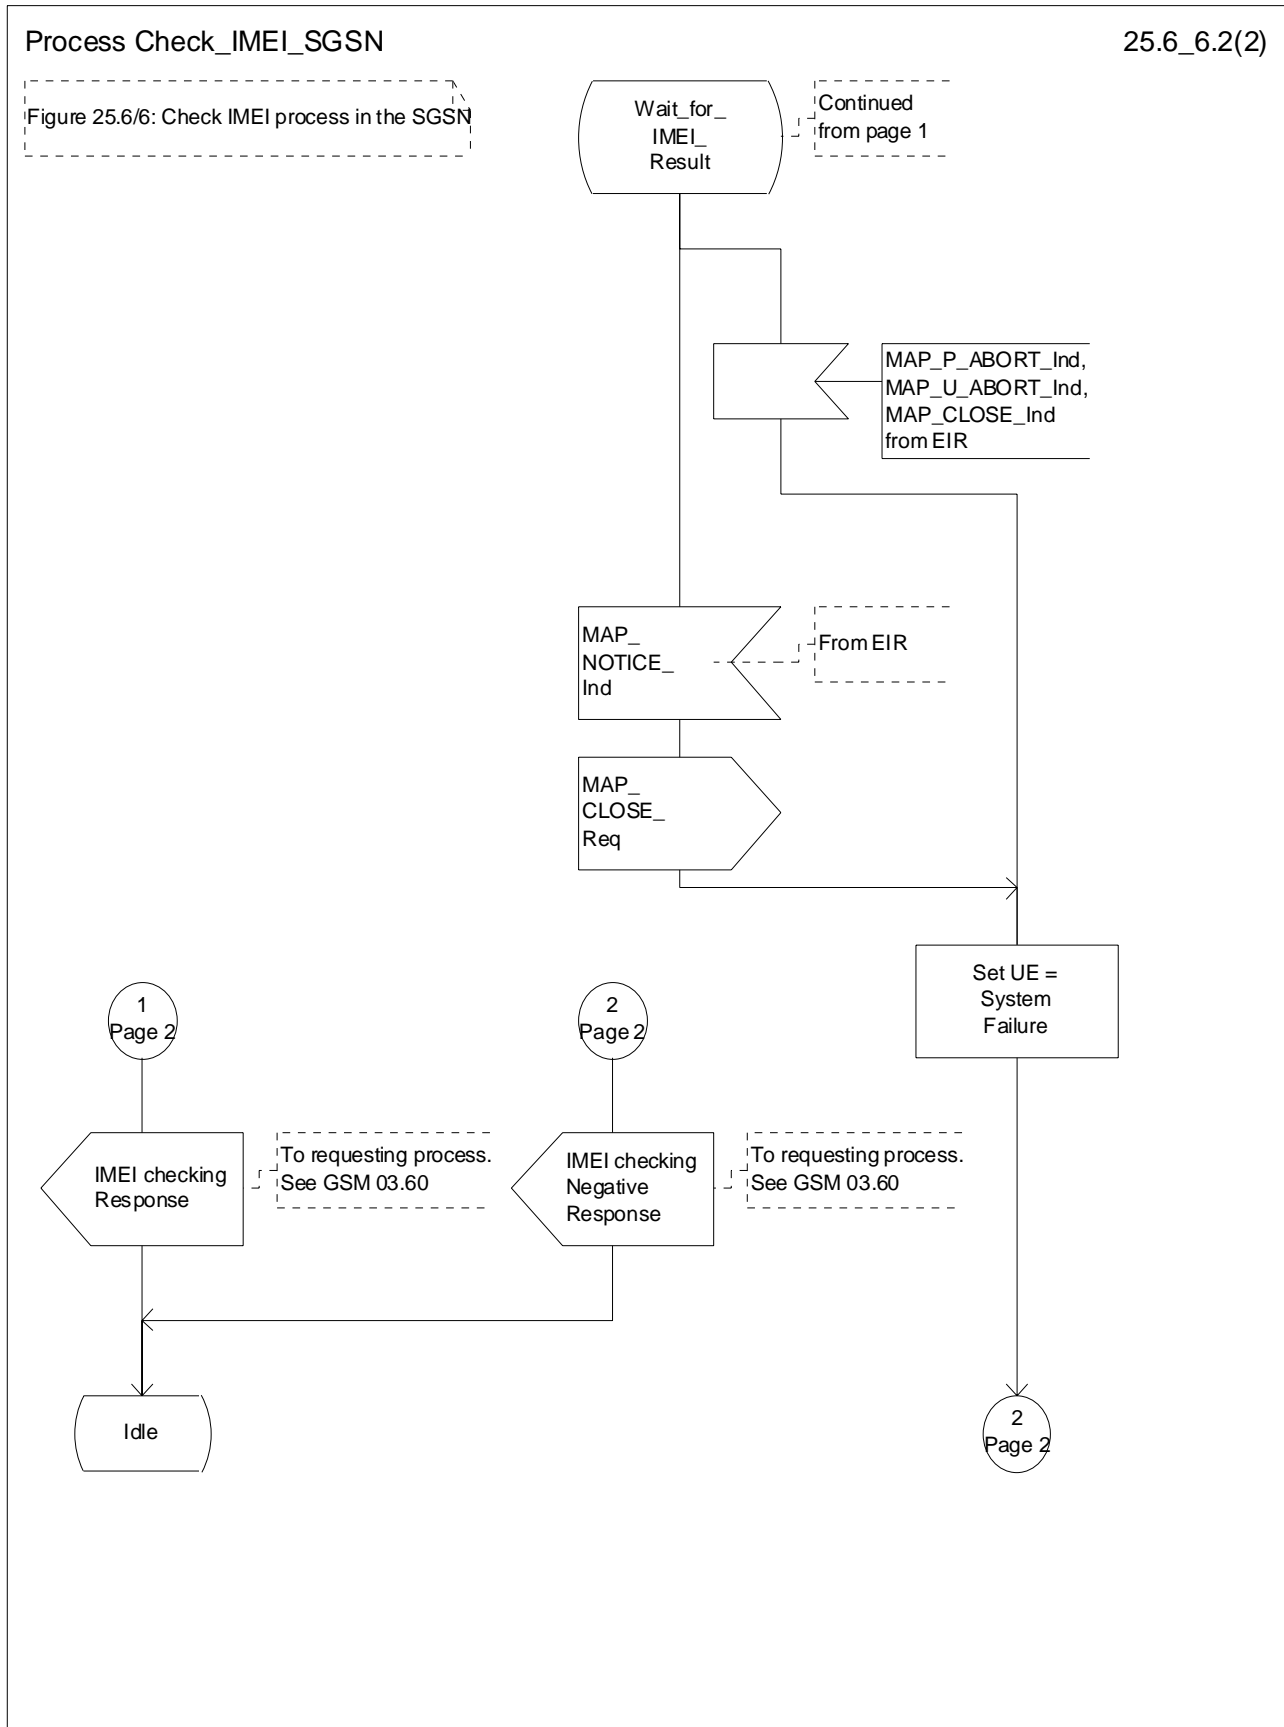 Process Check_IMEI_SGSN
25.6_6.2(2)
Figure 25.6/6: Check IMEI process in the SGSN
Wait_for_
IMEI_
Result
Continued
from page 1
MAP_P_ABORT_Ind,
MAP_U_ABORT_Ind,
MAP_CLOSE_Ind
from EIR
MAP_
NOTICE_
Ind
From EIR
MAP_
CLOSE_
Req
Set UE =
System
Failure
1
Page 2
2
Page 2
IMEI checking
Response
To requesting process.
See GSM 03.60
IMEI checking
Negative
Response
To requesting process.
See GSM 03.60
Idle
2
Page 2